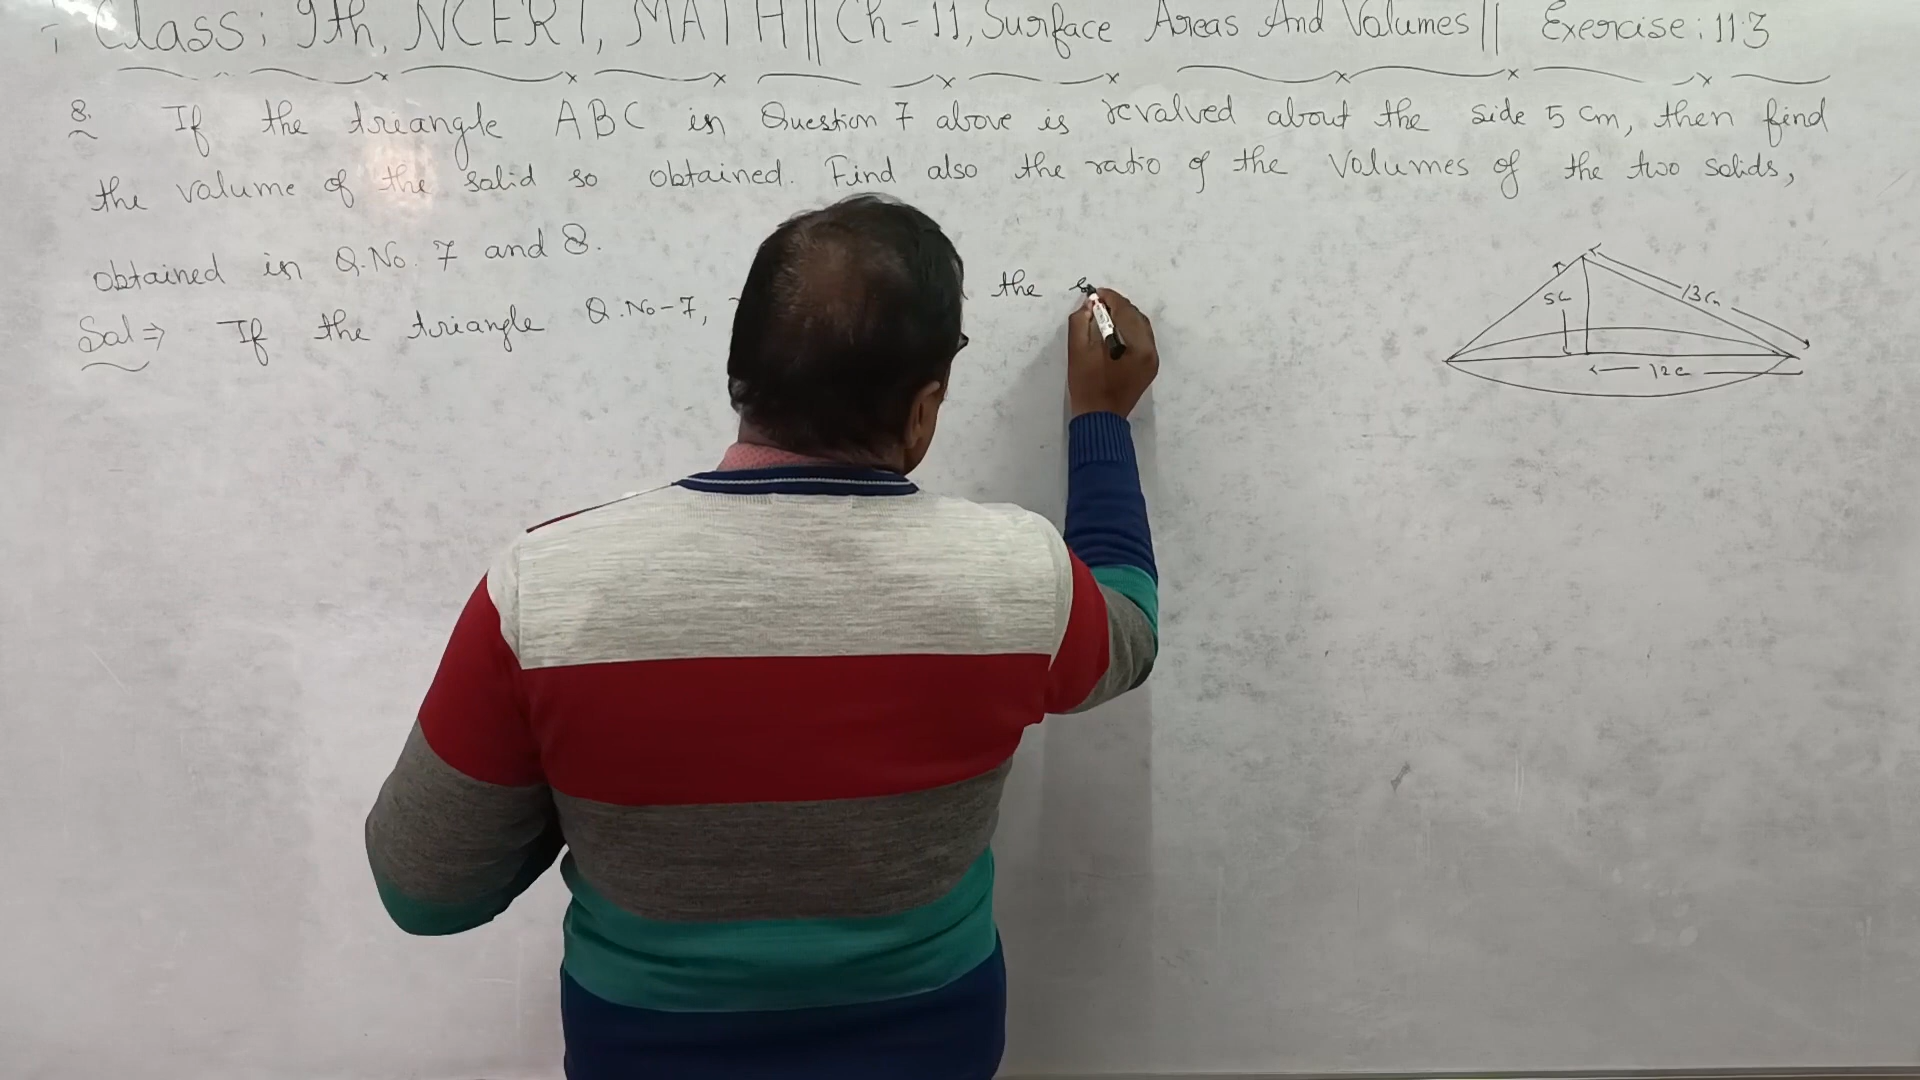 Class: 9th, NCERT, MATH || Ch-11, Surface Areas And Volumes || Exercise: 11.3
8. If the triangle ABC in Question 7 above is revolved about the side 5 cm, then find
the volume of the solid so obtained. Find also the ratio of the Volumes of the two solids,
obtained in Q.No. 7 and 8.
Sol ⇒ If the triangle Q.No-7, the
5c
13c
12c